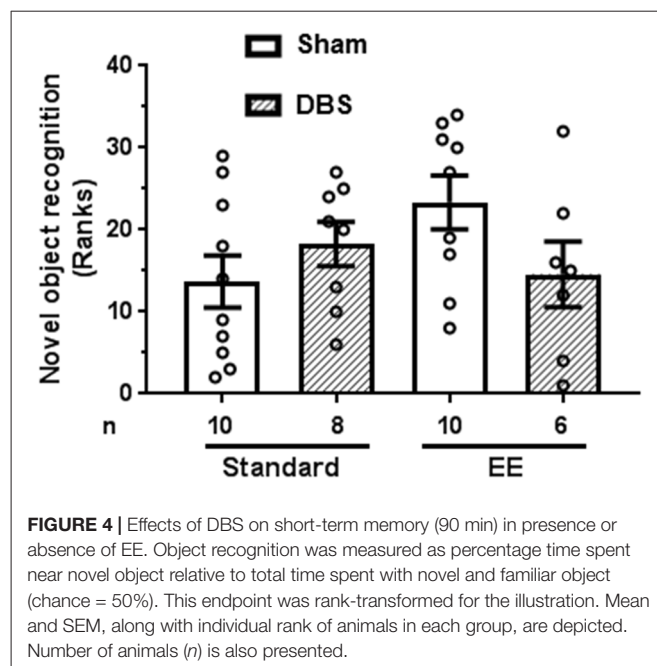 Sham
DBS
Novel object recognition
(Ranks)
40
30
20
10
0
n 10 8 10 6
Standard EE
FIGURE 4 | Effects of DBS on short-term memory (90 min) in presence or
absence of EE. Object recognition was measured as percentage time spent
near novel object relative to total time spent with novel and familiar object
(chance = 50%). This endpoint was rank-transformed for the illustration. Mean
and SEM, along with individual rank of animals in each group, are depicted.
Number of animals (n) is also presented.